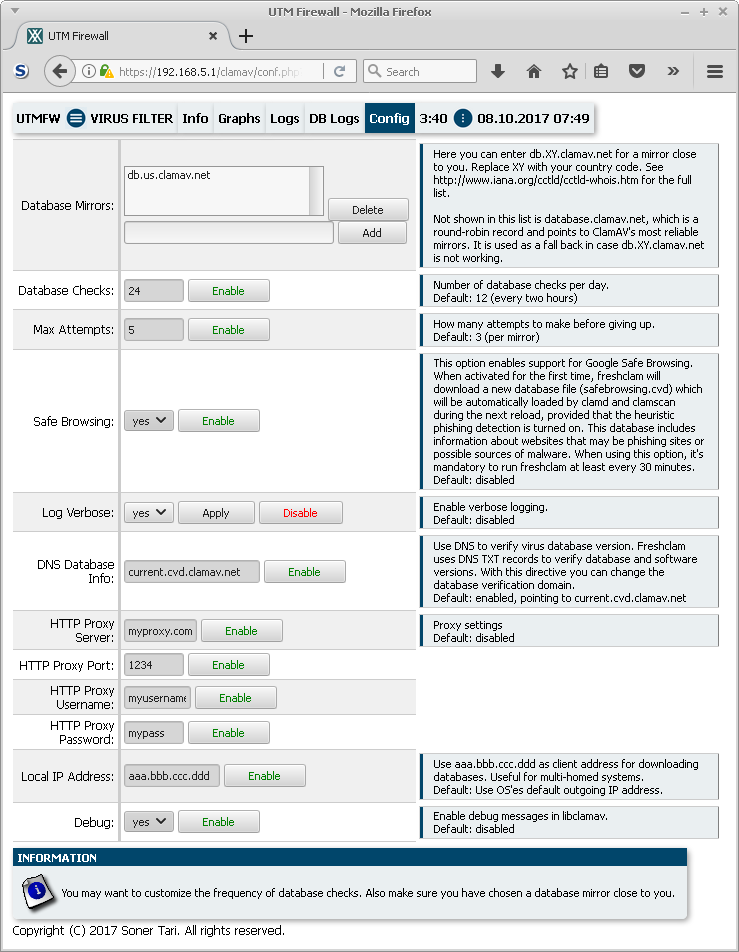 UTM Firewall - Mozilla Firefox
UTM Firewall
https://192.168.5.1/clamav/conf.php
Search
UTMFW VIRUS FILTER Info Graphs Logs DB Logs Config 3:40 08.10.2017 07:49
Database Mirrors:
db.us.clamav.net
Delete
Add
Here you can enter db.XY.clamav.net for a mirror close
to you. Replace XY with your country code. See
http://www.iana.org/cctld/cctld-whois.htm for the full
list.
Not shown in this list is database.clamav.net, which is a
round-robin record and points to ClamAV's most reliable
mirrors. It is used as a fall back in case db.XY.clamav.net
is not working.
Database Checks:
24
Enable
Number of database checks per day.
Default: 12 (every two hours)
Max Attempts:
5
Enable
How many attempts to make before giving up.
Default: 3 (per mirror)
Safe Browsing:
yes
Enable
This option enables support for Google Safe Browsing.
When activated for the first time, freshclam will
download a new database file (safebrowsing.cvd) which
will be automatically loaded by clamd and clamscan
during the next reload, provided that the heuristic
phishing detection is turned on. This database includes
information about websites that may be phishing sites or
possible sources of malware. When using this option, it's
mandatory to run freshclam at least every 30 minutes.
Default: disabled
Log Verbose:
yes
Apply
Disable
Enable verbose logging.
Default: disabled
DNS Database
Info:
current.cvd.clamav.net
Enable
Use DNS to verify virus database version. Freshclam
uses DNS TXT records to verify database and software
versions. With this directive you can change the
database verification domain.
Default: enabled, pointing to current.cvd.clamav.net
HTTP Proxy
Server:
myproxy.com
Enable
Proxy settings
Default: disabled
HTTP Proxy Port:
1234
Enable
HTTP Proxy
Username:
myusername
Enable
HTTP Proxy
Password:
mypass
Enable
Local IP Address:
aaa.bbb.ccc.ddd
Enable
Use aaa.bbb.ccc.ddd as client address for downloading
databases. Useful for multi-homed systems.
Default: Use OS'es default outgoing IP address.
Debug:
yes
Enable
Enable debug messages in libclamav.
Default: disabled
INFORMATION
You may want to customize the frequency of database checks. Also make sure you have chosen a database mirror close to you.
Copyright (C) 2017 Soner Tari. All rights reserved.